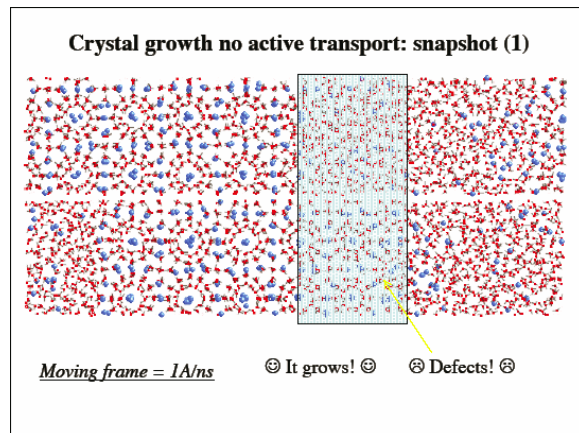 Crystal growth no active transport: snapshot (1)
Moving frame = 1A/ns
☺ It grows! ☺
☹ Defects! ☹